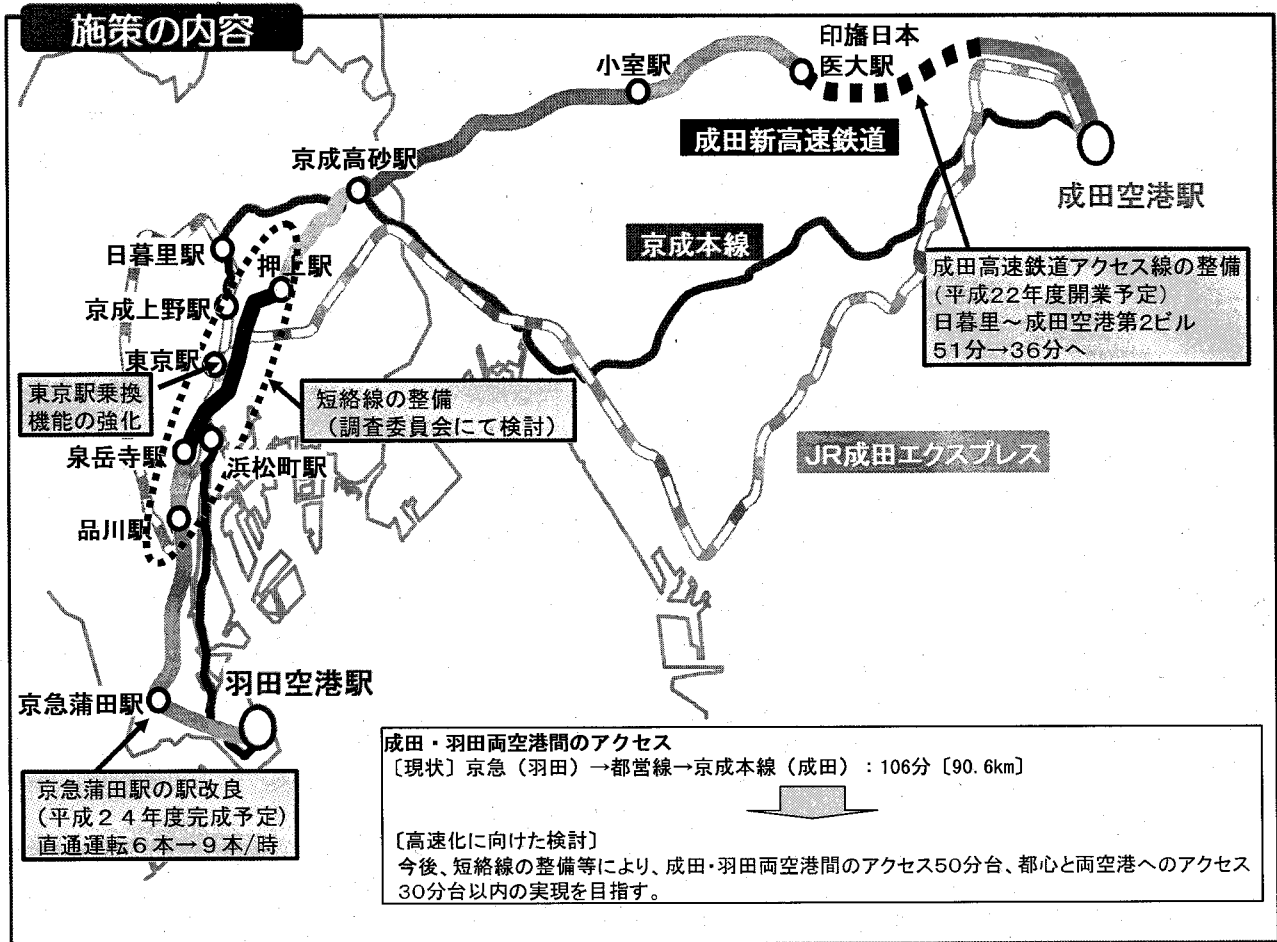 施策の内容
小室駅
印旛日本
医大駅
成田新高速鉄道
京成高砂駅
成田空港駅
日暮里駅
押上駅
京成本線
京成上野駅
成田高速鉄道アクセス線の整備
(平成22年度開業予定)
日暮里～成田空港第2ビル
51分→36分へ
東京駅
東京駅乗換
機能の強化
短絡線の整備
(調査委員会にて検討)
泉岳寺駅
浜松町駅
JR成田エクスプレス
品川駅
京急蒲田駅
羽田空港駅
京急蒲田駅の駅改良
(平成24年度完成予定)
直通運転6本→9本/時
成田・羽田両空港間のアクセス
〔現状〕京急(羽田)→都営線→京成本線(成田):106分〔90.6km〕
〔高速化に向けた検討〕
今後、短絡線の整備等により、成田・羽田両空港間のアクセス50分台、都心と両空港へのアクセス
30分台以内の実現を目指す。